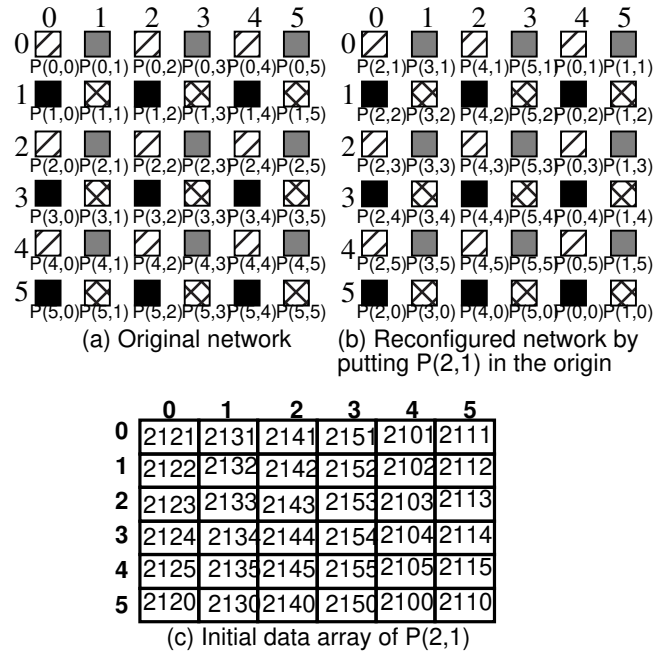 0 1 2 3 4 5 0 1 2 3 4 5
0 0
P(0,0) P(0,1) P(0,2) P(0,3) P(0,4) P(0,5) P(2,1) P(3,1) P(4,1) P(5,1) P(0,1) P(1,1)
1 1
P(1,0) P(1,1) P(1,2) P(1,3) P(1,4) P(1,5) P(2,2) P(3,2) P(4,2) P(5,2) P(0,2) P(1,2)
2 2
P(2,0) P(2,1) P(2,2) P(2,3) P(2,4) P(2,5) P(2,3) P(3,3) P(4,3) P(5,3) P(0,3) P(1,3)
3 3
P(3,0) P(3,1) P(3,2) P(3,3) P(3,4) P(3,5) P(2,4) P(3,4) P(4,4) P(5,4) P(0,4) P(1,4)
4 4
P(4,0) P(4,1) P(4,2) P(4,3) P(4,4) P(4,5) P(2,5) P(3,5) P(4,5) P(5,5) P(0,5) P(1,5)
5 5
P(5,0) P(5,1) P(5,2) P(5,3) P(5,4) P(5,5) P(2,0) P(3,0) P(4,0) P(5,0) P(0,0) P(1,0)
(a) Original network
(b) Reconfigured network by
putting P(2,1) in the origin
0 1 2 3 4 5
0 2121 2131 2141 2151 2101 2111
1 2122 2132 2142 2152 2102 2112
2 2123 2133 2143 2153 2103 2113
3 2124 2134 2144 2154 2104 2114
4 2125 2135 2145 2155 2105 2115
5 2120 2130 2140 2150 2100 2110
(c) Initial data array of P(2,1)